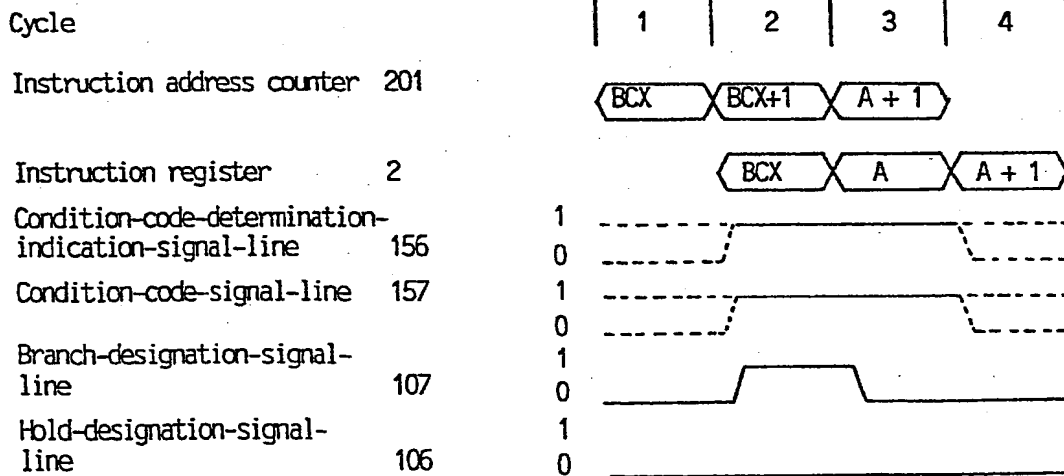 Cycle 1 2 3 4
Instruction address counter 201 BCX BCX+1 A + 1
Instruction register 2 BCX A A + 1
Condition-code-determination-
indication-signal-line 156 1 0
Condition-code-signal-line 157 1 0
Branch-designation-signal-
line 107 1 0
Hold-designation-signal-
line 106 1 0